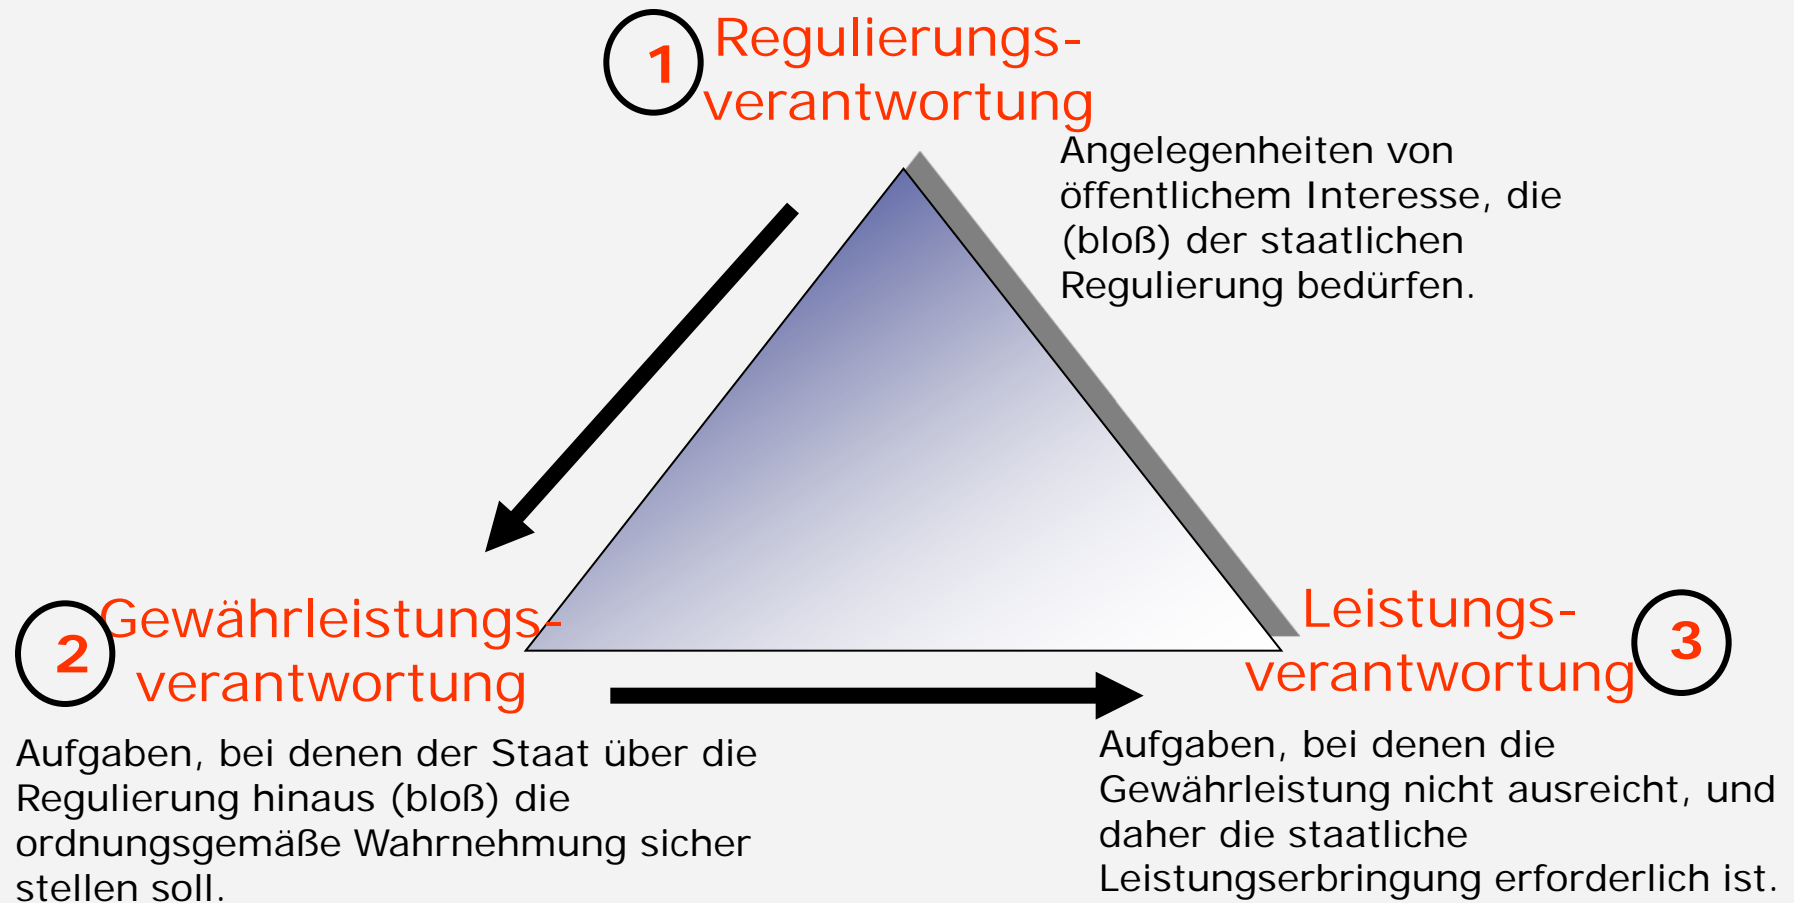 1
Regulierungs-
verantwortung
Angelegenheiten von
öffentlichem Interesse, die
(bloß) der staatlichen
Regulierung bedürfen.
2
Gewährleistungs-
verantwortung
Aufgaben, bei denen der Staat über die
Regulierung hinaus (bloß) die
ordnungsgemäße Wahrnehmung sicher
stellen soll.
Leistungs-
verantwortung
3
Aufgaben, bei denen die
Gewährleistung nicht ausreicht, und
daher die staatliche
Leistungserbringung erforderlich ist.